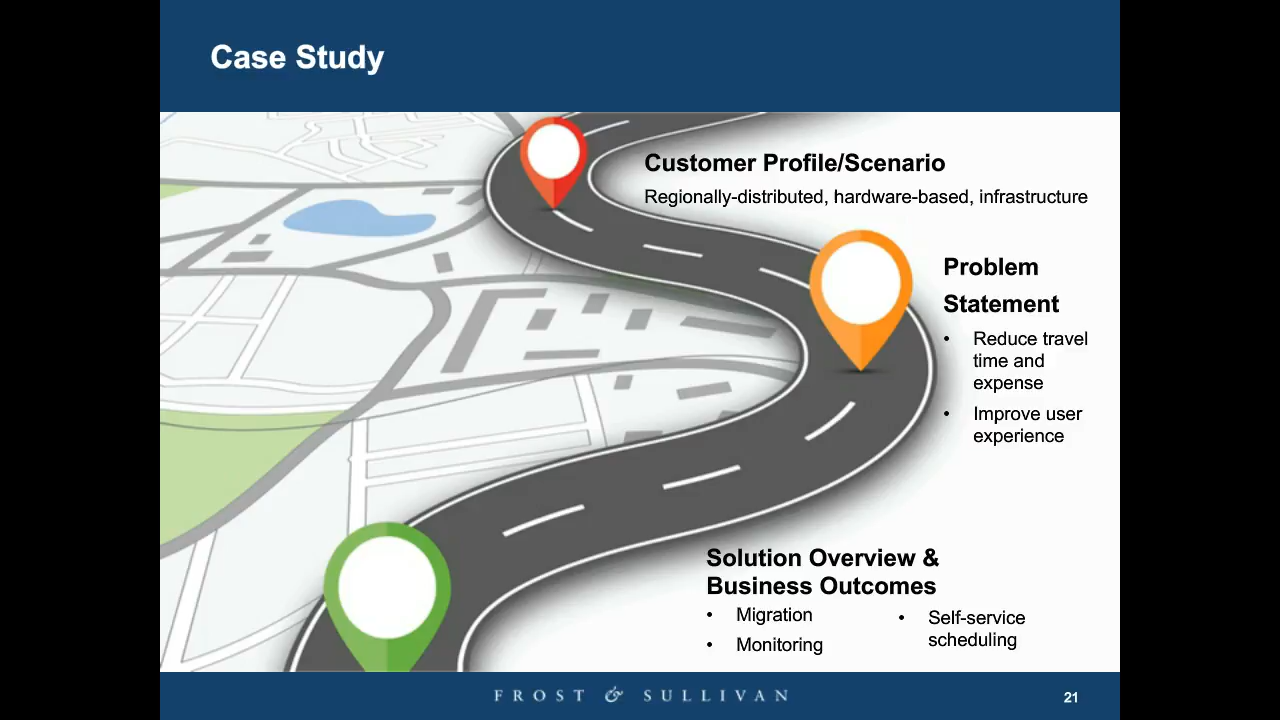 Case Study
Customer Profile/Scenario
Regionally-distributed, hardware-based, infrastructure
Problem
Statement
• Reduce travel
time and
expense
• Improve user
experience
Solution Overview &
Business Outcomes
• Migration
• Monitoring
• Self-service
scheduling
FROST & SULLIVAN
21